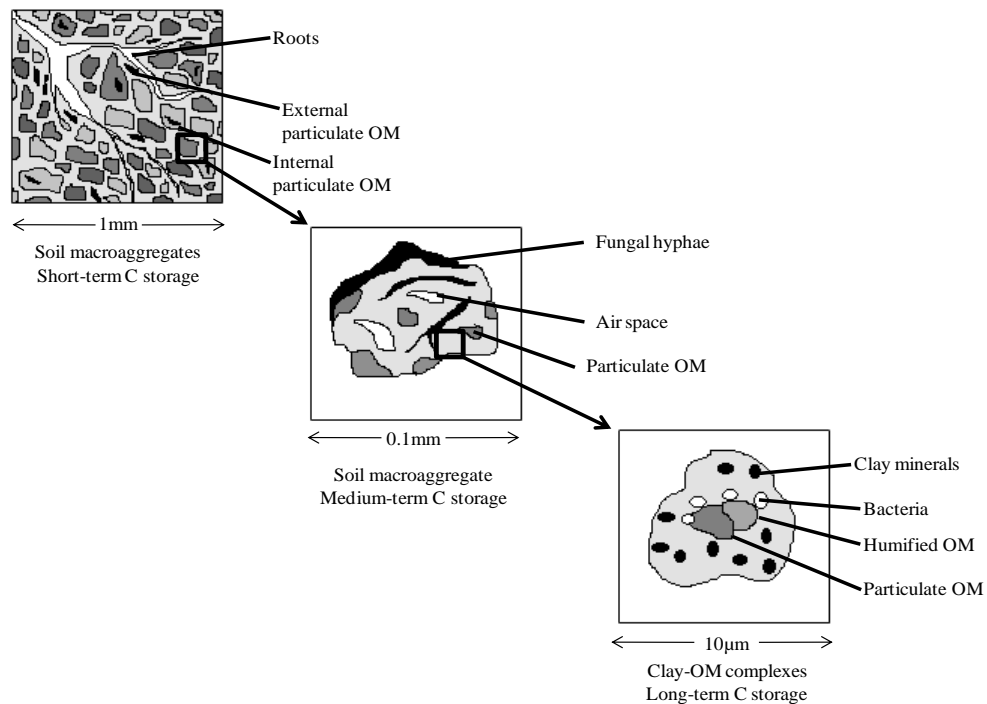 Roots
External
particulate OM
Internal
particulate OM
1mm
Soil macroaggregates
Short-term C storage
Fungal hyphae
Air space
Particulate OM
0.1mm
Soil macroaggregate
Medium-term C storage
Clay minerals
Bacteria
Humified OM
Particulate OM
10μm
Clay-OM complexes
Long-term C storage